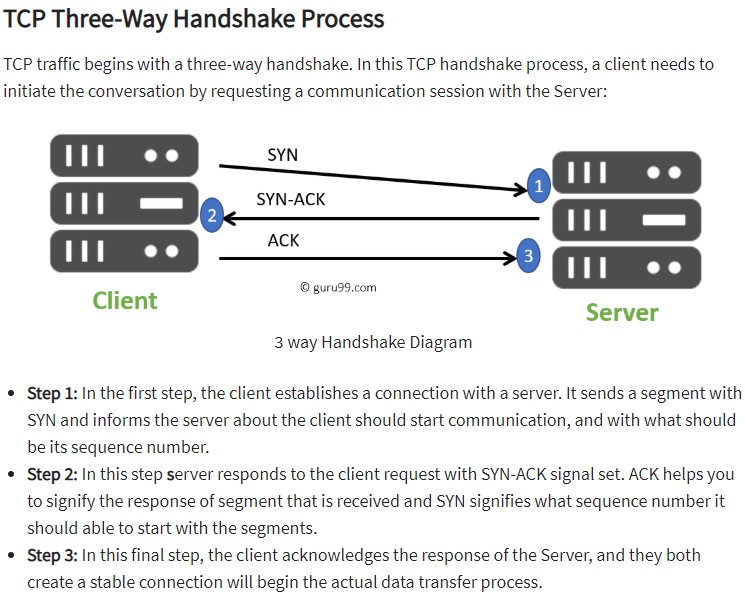 TCP Three-Way Handshake Process
TCP traffic begins with a three-way handshake. In this TCP handshake process, a client needs to
initiate the conversation by requesting a communication session with the Server:
SYN
1
SYN-ACK
2
ACK
3
© guru99.com
Client
Server
3 way Handshake Diagram
• Step 1: In the first step, the client establishes a connection with a server. It sends a segment with
SYN and informs the server about the client should start communication, and with what should
be its sequence number.
• Step 2: In this step server responds to the client request with SYN-ACK signal set. ACK helps you
to signify the response of segment that is received and SYN signifies what sequence number it
should able to start with the segments.
• Step 3: In this final step, the client acknowledges the response of the Server, and they both
create a stable connection will begin the actual data transfer process.